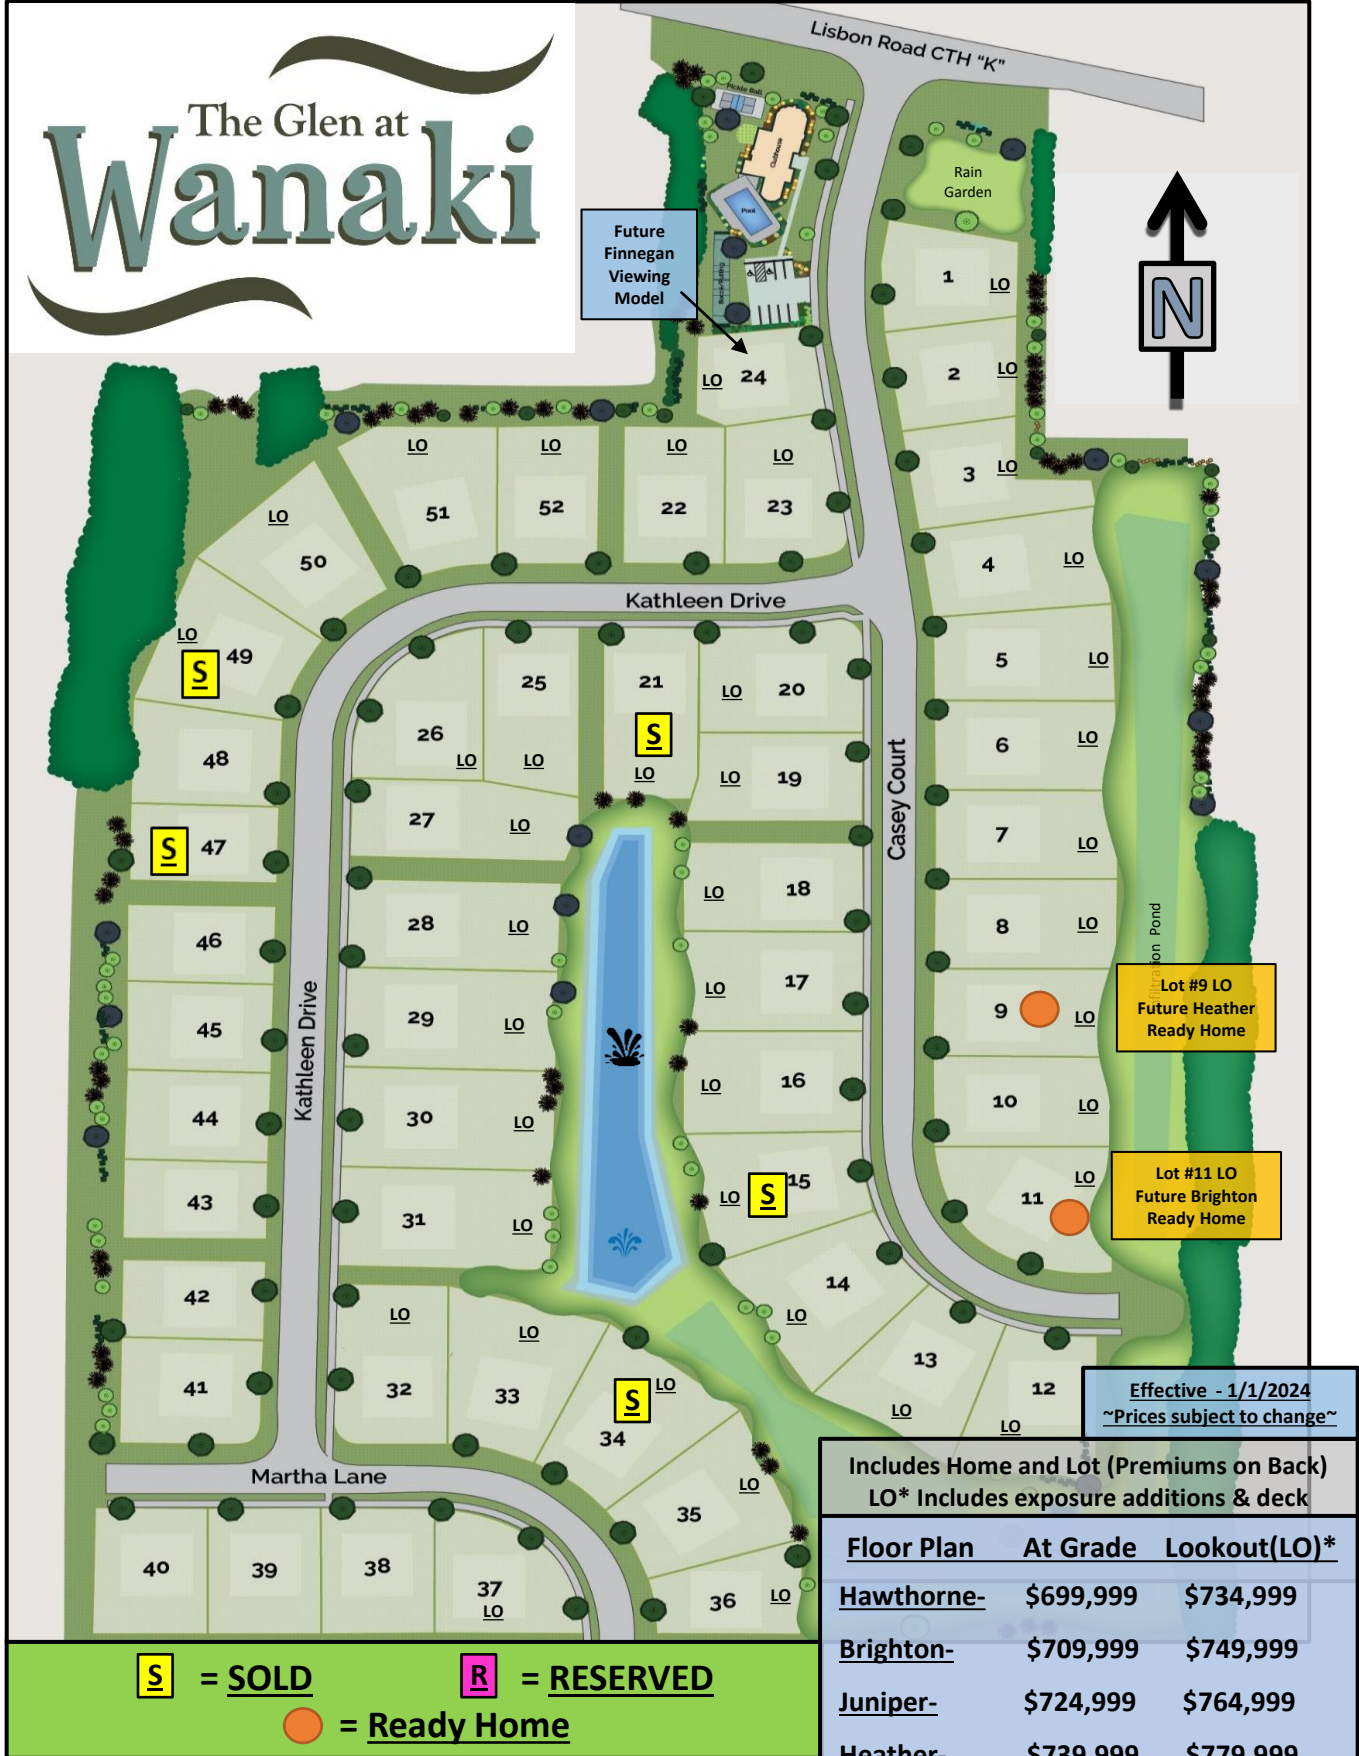 The Glen at
Wanaki
Lisbon Road CTH "K"
Pickle Ball
Clubhouse
Pool
Rain
Garden
Future
Finnegan
Viewing
Model
N
1 LO
2 LO
LO 24
3 LO
LO LO LO LO
51 52 22 23
LO
50
4 LO
Kathleen Drive
LO
49
S
5 LO
25
21
S
LO
LO 20
26
LO LO
48
6 LO
LO 19
Casey Court
27 LO
S 47
7 LO
LO 18
28 LO
46
8 LO
Infiltration Pond
LO 17
Kathleen Drive
29 LO
45
9 LO
Lot #9 LO
Future Heather
Ready Home
LO 16
30 LO
44
10 LO
LO S 15
31 LO
43
11 LO
Lot #11 LO
Future Brighton
Ready Home
42
LO
32
LO
33
14
LO
13
LO
12
LO
41
S LO
34
Martha Lane
35 LO
36 LO
40 39 38 37
LO
Effective - 1/1/2024
~Prices subject to change~
Includes Home and Lot (Premiums on Back)
LO* Includes exposure additions & deck
Floor Plan At Grade Lookout(LO)*
Hawthorne- $699,999 $734,999
Brighton- $709,999 $749,999
Juniper- $724,999 $764,999
Heather- $739,999 $779,999
S = SOLD R = RESERVED
= Ready Home